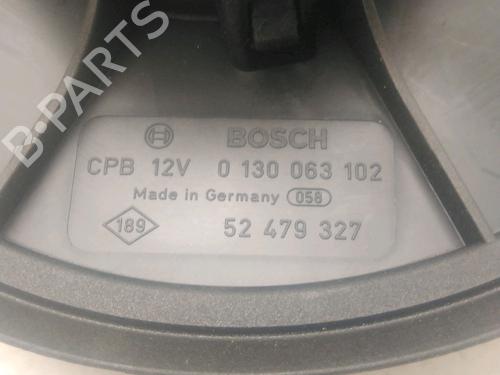 B-PARTS
BOSCH
CPB 12V 0 130 063 102
Made in Germany 058
189 52 479 327